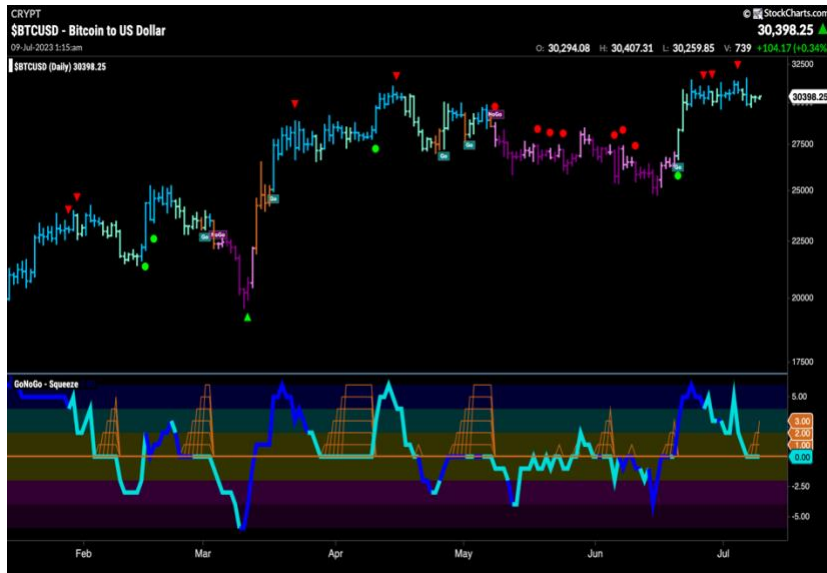 CRYPT
© StockCharts.com
$BTCUSD - Bitcoin to US Dollar
30,398.25
09-Jul-2023 1:15am
O: 30,294.08 H: 30,407.31 L: 30,259.85 V: 739 +104.17 (+0.34%
$BTCUSD (Daily) 30398.25
32500
30398.25
27500
25000
22500
20000
17500
NoGo
Go
Go
Go
Go
Go
NoGo
GoNoGo - Squeeze
5.00
3.00
2.00
1.00
0.00
-2.50
-5.00
Feb
Mar
Apr
May
Jun
Jul